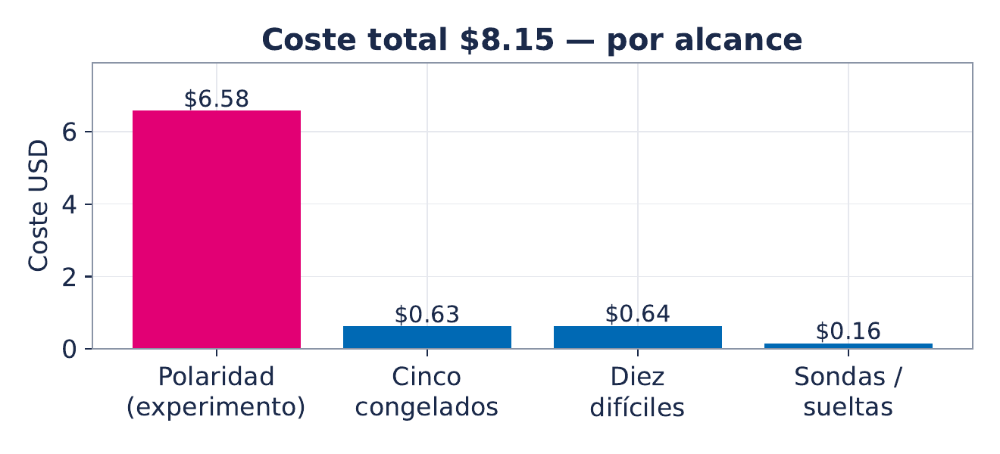 Coste total $8.15 — por alcance
Coste USD
6
4
2
0
$6.58
$0.63
$0.64
$0.16
Polaridad
(experimento)
Cinco
congelados
Diez
difíciles
Sondas /
sueltas